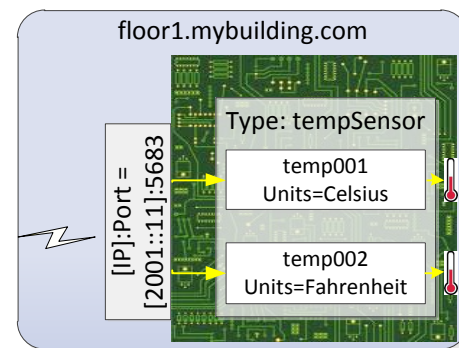 floor1.mybuilding.com
[IP]:Port =
[2001::11]:5683
Type: tempSensor
temp001
Units=Celsius
temp002
Units=Fahrenheit